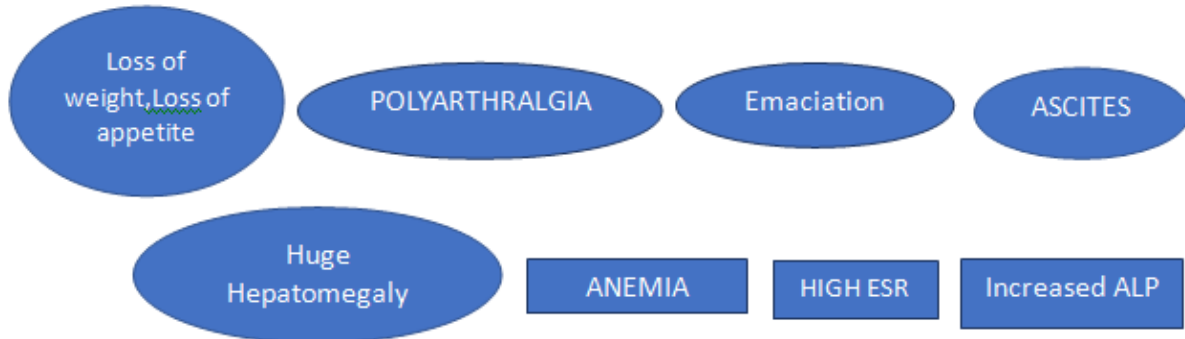 Loss of
weight,Loss of
appetite
POLYARTHRALGIA
Emaciation
ASCITES
Huge
Hepatomegaly
ANEMIA
HIGH ESR
Increased ALP